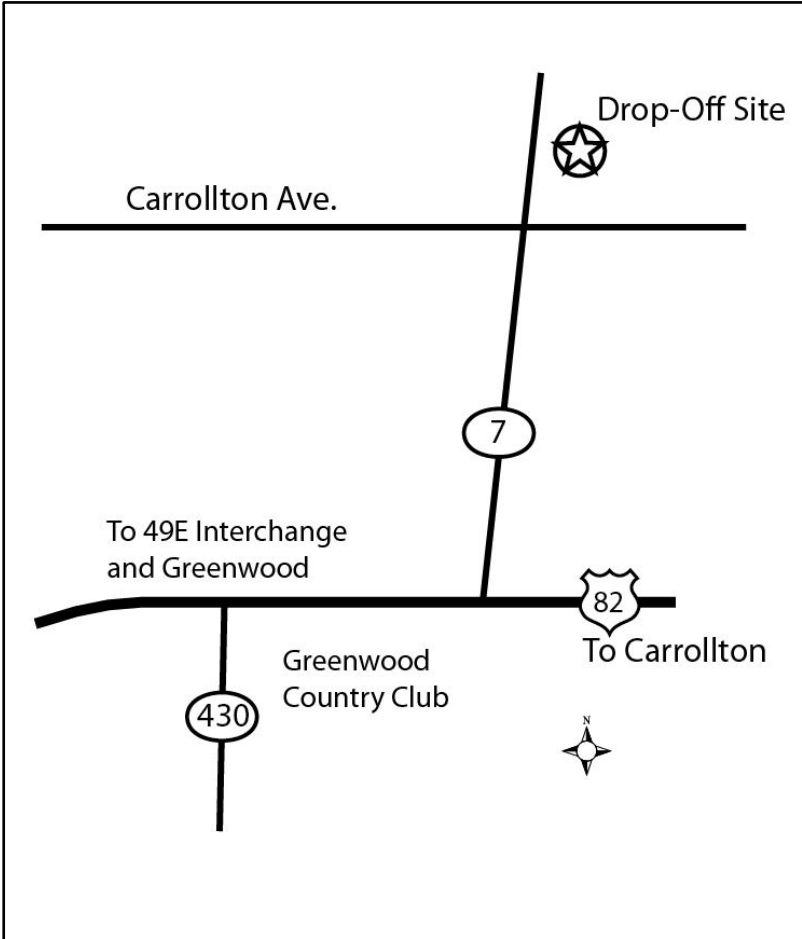 Drop-Off Site
Carrollton Ave.
7
To 49E Interchange
and Greenwood
82
To Carrollton
Greenwood
Country Club
430
N